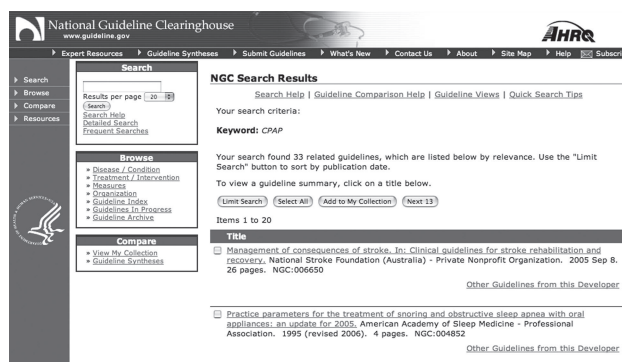 National Guideline Clearinghouse
www.guideline.gov
AHRQ
Expert Resources Guideline Syntheses Submit Guidelines What's New Contact Us About Site Map Help Subscri
Search
Browse
Compare
Resources
Search
Results per page 20
Search
Search Help
Detailed Search
Frequent Searches
Browse
» Disease / Condition
» Treatment / Intervention
» Measures
» Organization
» Guideline Index
» Guidelines In Progress
» Guideline Archive
Compare
» View My Collection
» Guideline Syntheses
NGC Search Results
Search Help | Guideline Comparison Help | Guideline Views | Quick Search Tips
Your search criteria:
Keyword: CPAP
Your search found 33 related guidelines, which are listed below by relevance. Use the "Limit
Search" button to sort by publication date.
To view a guideline summary, click on a title below.
Limit Search Select All Add to My Collection Next 13
Items 1 to 20
Title
Management of consequences of stroke. In: Clinical guidelines for stroke rehabilitation and
recovery. National Stroke Foundation (Australia) - Private Nonprofit Organization. 2005 Sep 8.
26 pages. NGC:006650
Other Guidelines from this Developer
Practice parameters for the treatment of snoring and obstructive sleep apnea with oral
appliances: an update for 2005. American Academy of Sleep Medicine - Professional
Association. 1995 (revised 2006). 4 pages. NGC:004852
Other Guidelines from this Developer